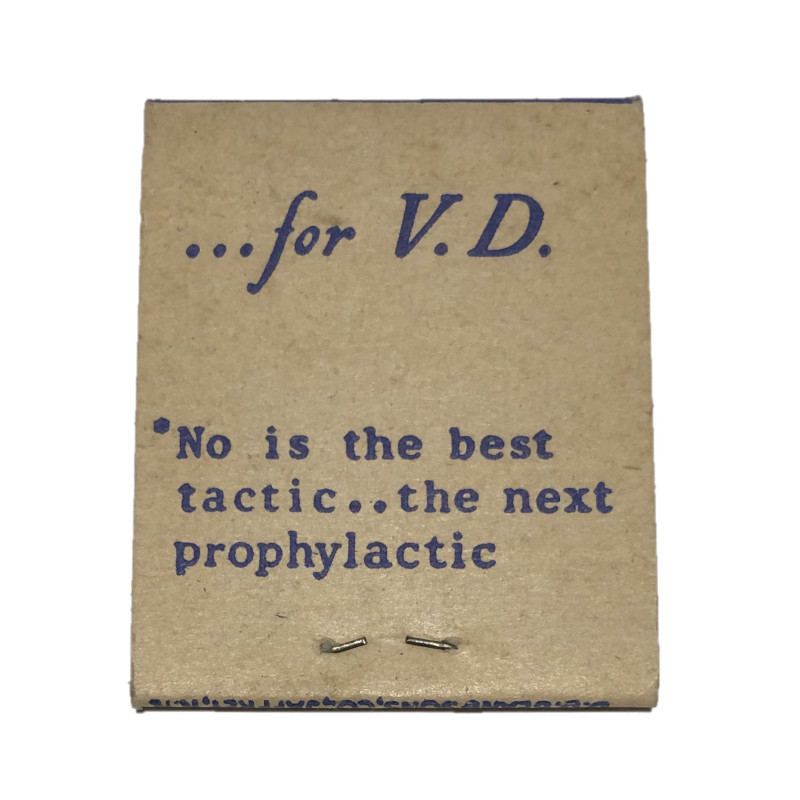 ...for V.D.
*No is the best
tactic..the next
prophylactic